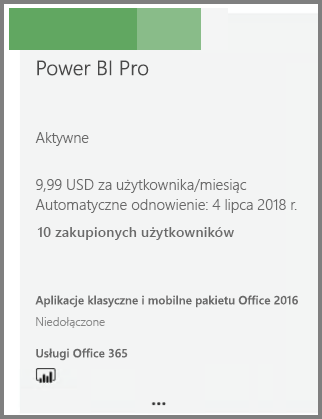 Power BI Pro
Aktywne
9,99 USD za użytkownika/miesiąc
Automatyczne odnowienie: 4 lipca 2018 r.
10 zakupionych użytkowników
Aplikacje klasyczne i mobilne pakietu Office 2016
Niedołączone
Usługi Office 365
...